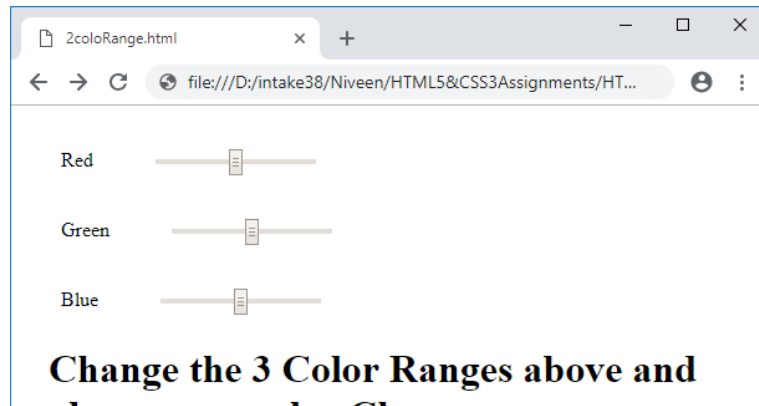 2coloRange.html
file:///D:/intake38/Niveen/HTML5&CSS3Assignments/HT...
Red
Green
Blue
Change the 3 Color Ranges above and